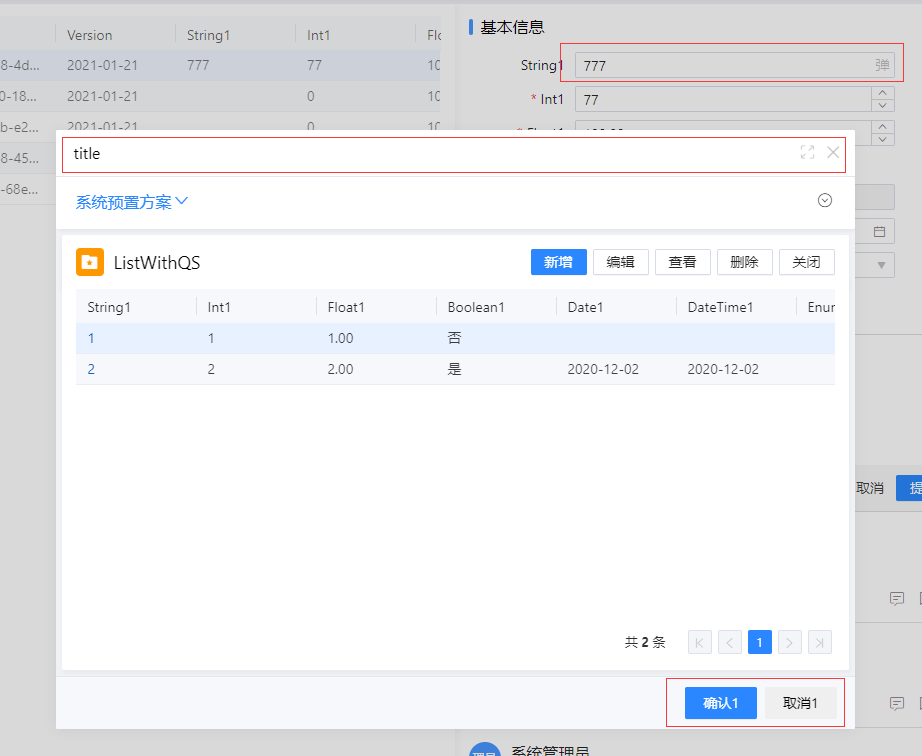 Version String1 Int1
8-4d... 2021-01-21 777 77 10
0-18... 2021-01-21 0 10
b-e2... 2021-01-21 0 10
8-45...
-68e...
基本信息
String1 777 弹
* Int1 77
title
系统预置方案
ListWithQS 新增 编辑 查看 删除 关闭
String1 Int1 Float1 Boolean1 Date1 DateTime1 Enum
1 1 1.00 否
2 2 2.00 是 2020-12-02 2020-12-02
共 2 条 1
确认1 取消1
取消 提
系统管理员